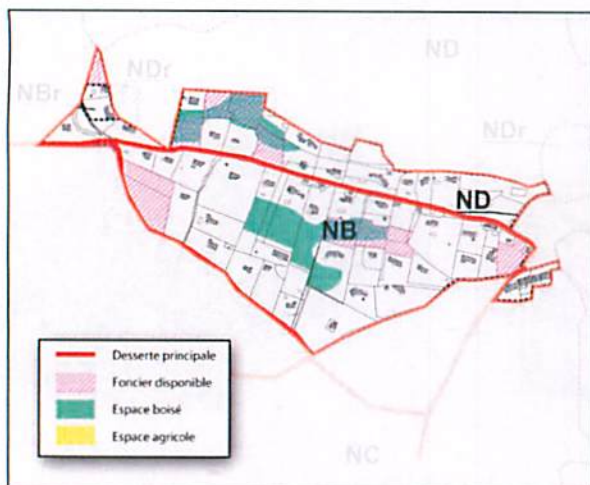 ND
NDr
NBr
NDr
ND
NB
Desserte principale
Foncier disponible
Espace boisé
Espace agricole
NC